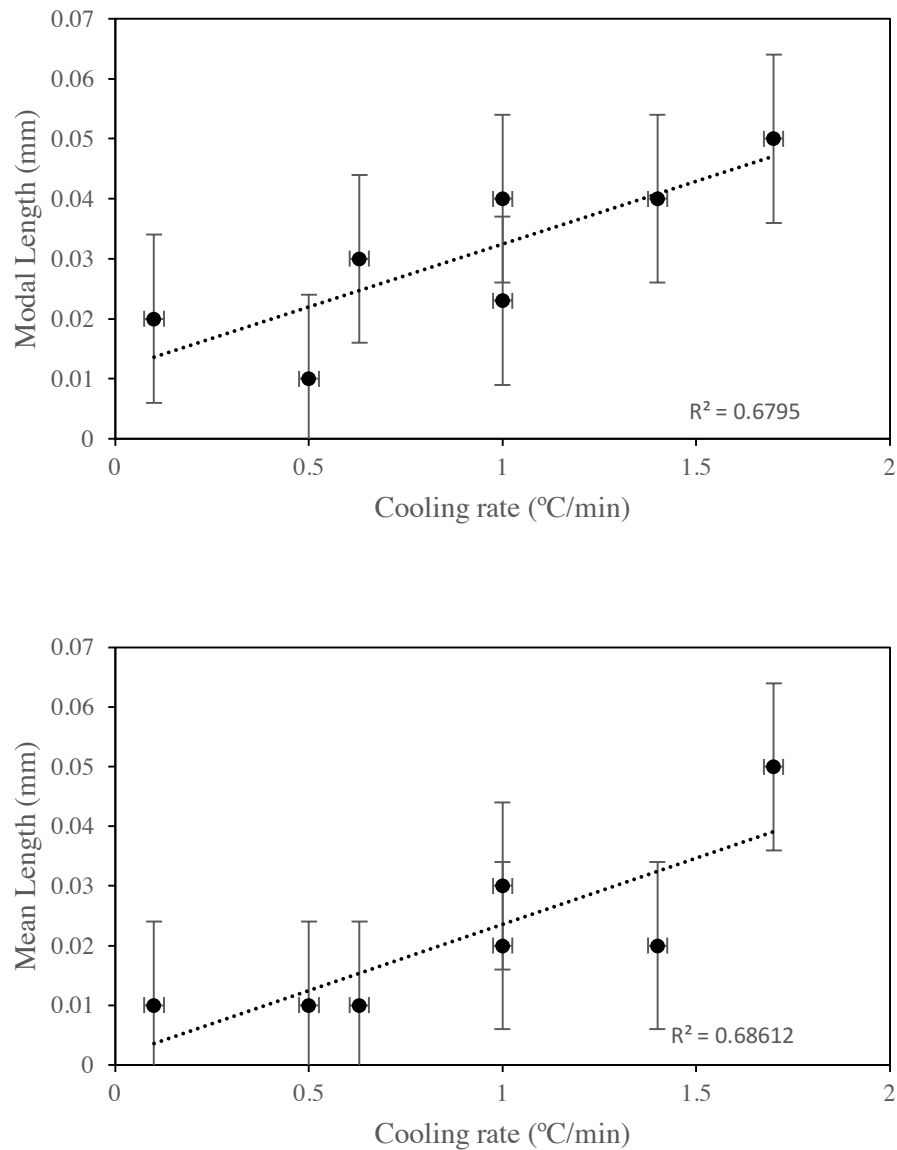 0.07
0.06
0.05
0.04
0.03
0.02
0.01
0
Modal Length (mm)
R² = 0.6795
0 0.5 1 1.5 2
Cooling rate (ºC/min)
0.07
0.06
0.05
0.04
0.03
0.02
0.01
0
Mean Length (mm)
R² = 0.68612
0 0.5 1 1.5 2
Cooling rate (ºC/min)